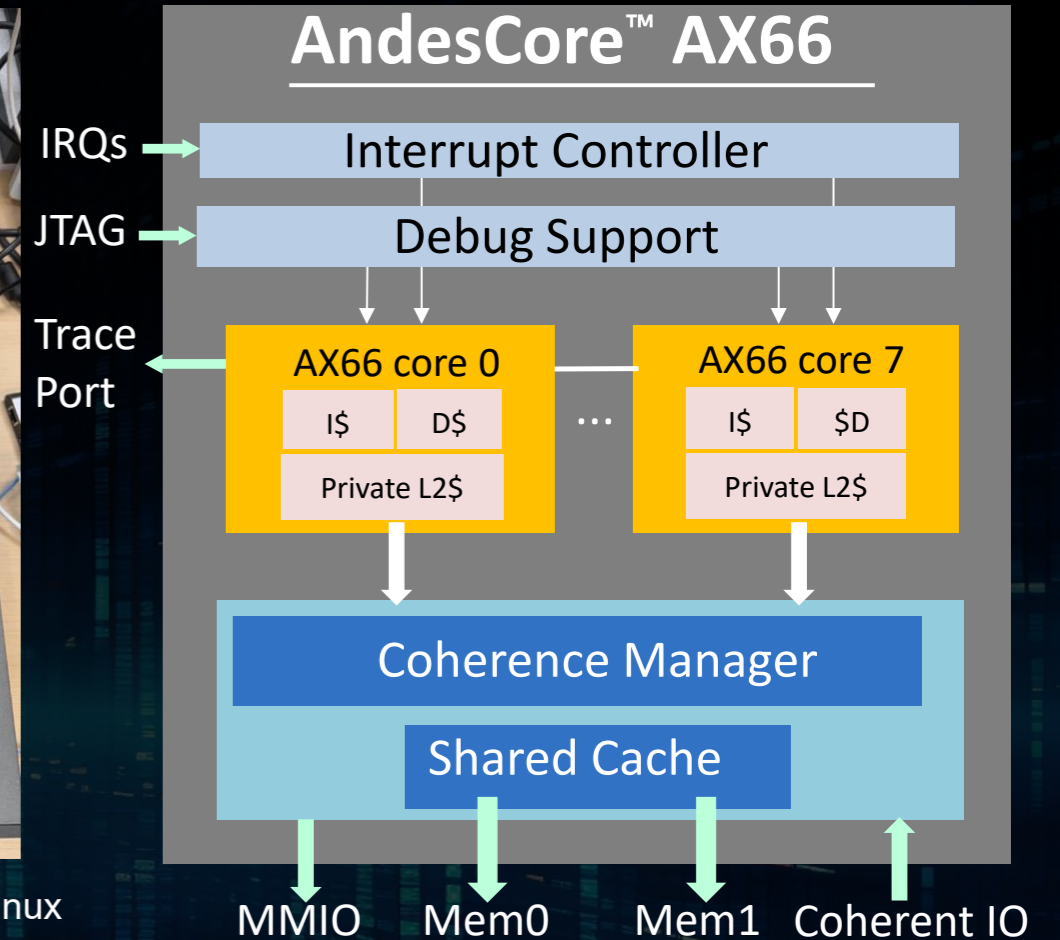 AndesCore™ AX66
IRQs
Interrupt Controller
JTAG
Debug Support
Trace
Port
AX66 core 0
I$
D$
Private L2$
...
AX66 core 7
I$
$D
Private L2$
Coherence Manager
Shared Cache
nux
MMIO
Mem0
Mem1
Coherent IO